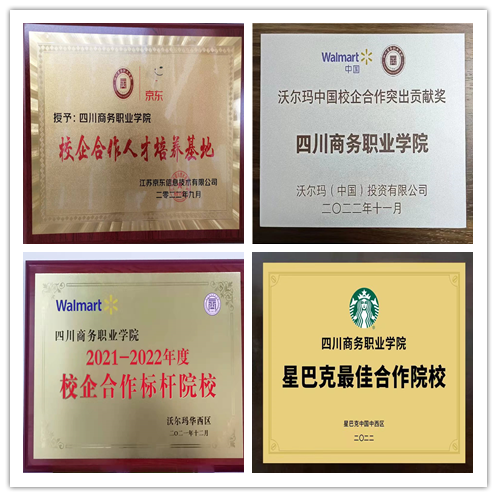 京东
授予:四川商务职业学院
校企合作人才培养基地
江苏京东信息技术有限公司
二零二二年九月
Walmart
中国
沃尔玛中国校企合作突出贡献奖
四川商务职业学院
沃尔玛(中国)投资有限公司
二〇二二年十一月
Walmart
四川商务职业学院
2021-2022年度
校企合作标杆院校
沃尔玛华西区
二〇二一年十二月
四川商务职业学院
星巴克最佳合作院校
星巴克中国中西区
二〇二二